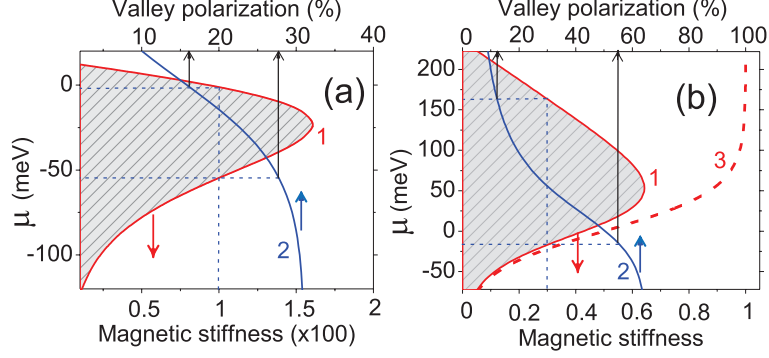 Valley polarization (%)
10 20 30 40
0
-50
-100
μ (meV)
(a)
1
2
0.5 1 1.5 2
Magnetic stiffness (x100)
Valley polarization (%)
0 20 40 60 80 100
200
150
100
50
0
-50
μ (meV)
(b)
1
3
2
0 0.2 0.4 0.6 0.8 1
Magnetic stiffness